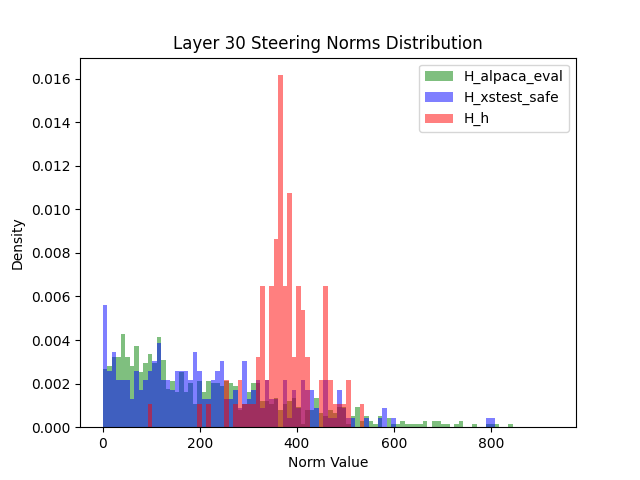 Layer 30 Steering Norms Distribution
H_alpaca_eval
H_xstest_safe
H_h
0.016
0.014
0.012
0.010
0.008
0.006
0.004
0.002
0.000
Density
0
200
400
600
800
Norm Value